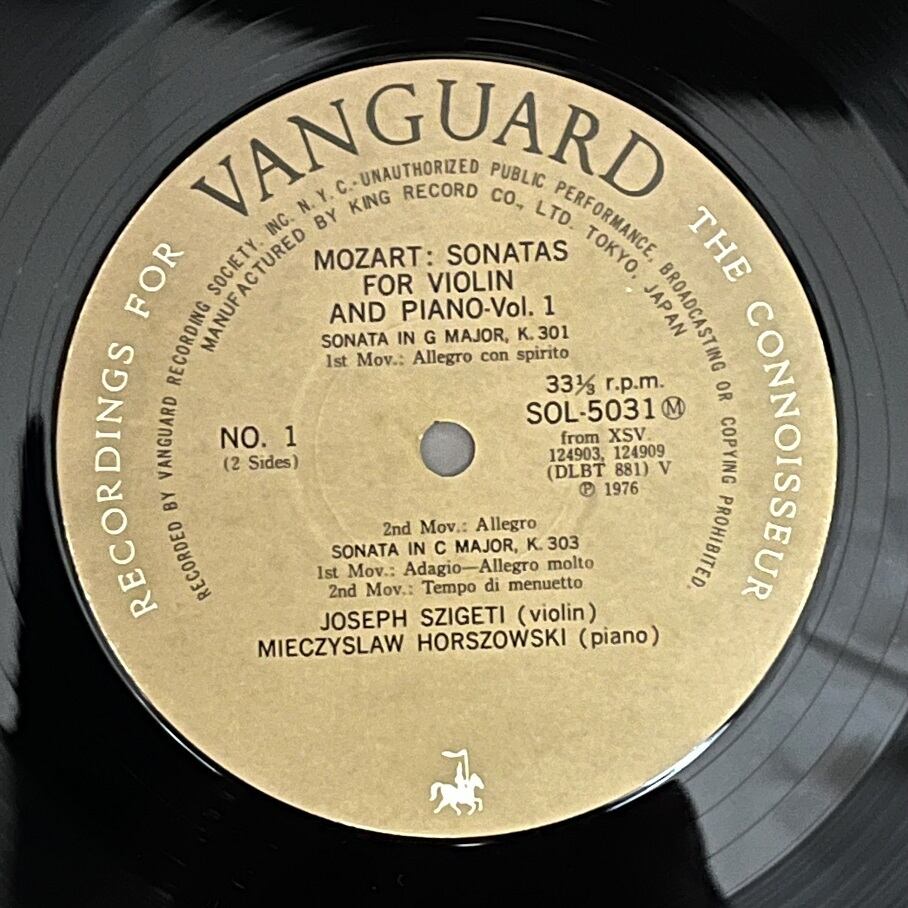 RECORDINGS FOR VANGUARD THE CONNOISSEUR
RECORDED BY VANGUARD RECORDING SOCIETY, INC. N.Y.C.-UNAUTHORIZED PUBLIC PERFORMANCE, BROADCASTING OR COPYING PROHIBITED.
MANUFACTURED BY KING RECORD CO., LTD. TOKYO, JAPAN
MOZART: SONATAS
FOR VIOLIN
AND PIANO-Vol. 1
SONATA IN G MAJOR, K. 301
1st Mov.: Allegro con spirito
33⅓ r.p.m.
SOL-5031 Ⓜ
NO. 1
(2 Sides)
from XSV
124903, 124909
(DLBT 881) V
℗ 1976
2nd Mov.: Allegro
SONATA IN C MAJOR, K. 303
1st Mov.: Adagio—Allegro molto
2nd Mov.: Tempo di menuetto
JOSEPH SZIGETI (violin)
MIECZYSLAW HORSZOWSKI (piano)